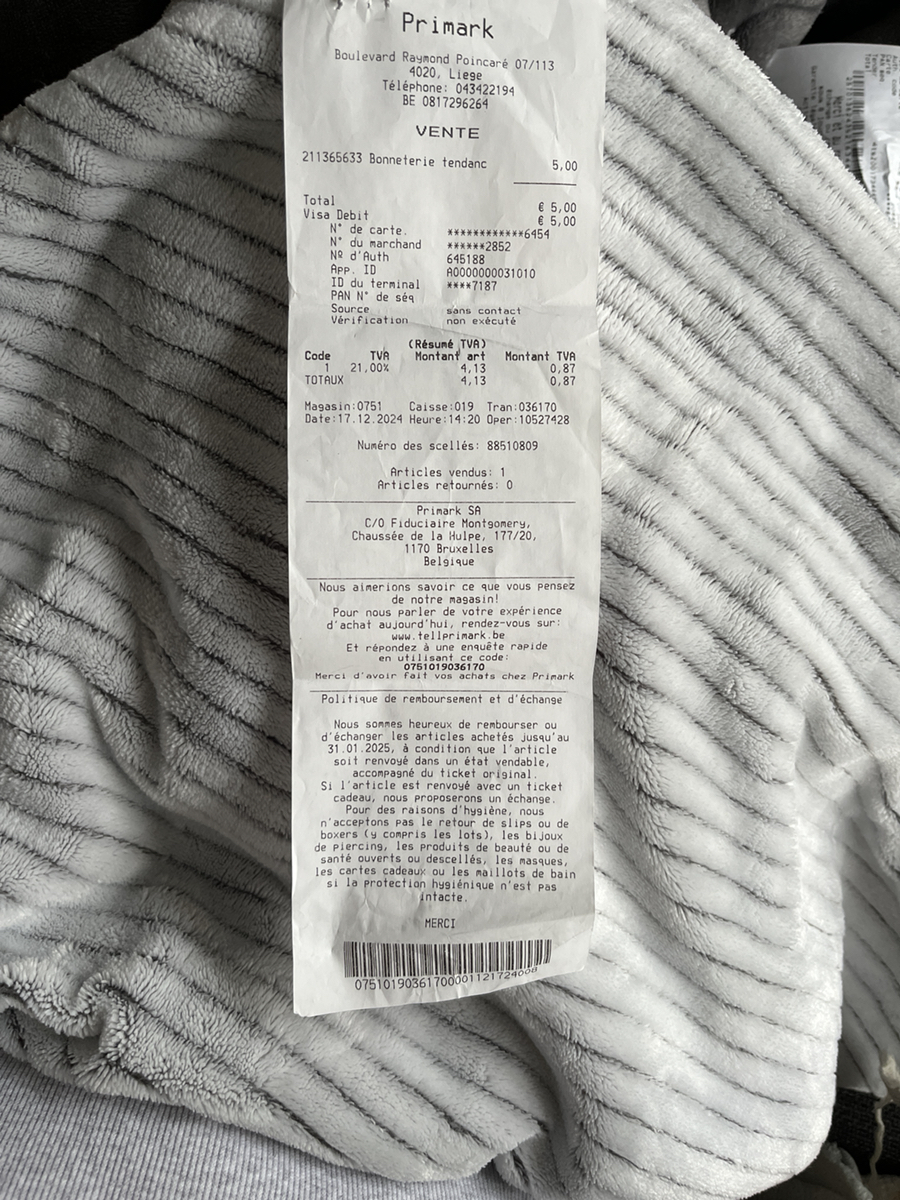 Primark
Boulevard Raymond Poincaré 07/113
4020, Liege
Téléphone: 043422194
BE 0817296264
VENTE
211365633 Bonneterie tendanc 5,00
Total € 5,00
Visa Debit € 5,00
N° de carte. ************6454
N° du marchand ******2852
Nº d'Auth 645188
App. ID A0000000031010
ID du terminal ****7187
PAN N° de séq
Source sans contact
Vérification non exécuté
(Résumé TVA)
Code TVA Montant art Montant TVA
1 21,00% 4,13 0,87
TOTAUX 4,13 0,87
Magasin:0751 Caisse:019 Tran:036170
Date:17.12.2024 Heure:14:20 Oper:10527428
Numéro des scellés: 88510809
Articles vendus: 1
Articles retournés: 0
Primark SA
C/O Fiduciaire Montgomery,
Chaussée de la Hulpe, 177/20,
1170 Bruxelles
Belgique
Nous aimerions savoir ce que vous pensez
de notre magasin!
Pour nous parler de votre expérience
d'achat aujourd'hui, rendez-vous sur:
www.tellprimark.be
Et répondez à une enquête rapide
en utilisant ce code:
0751019036170
Merci d'avoir fait vos achats chez Primark
Politique de remboursement et d'échange
Nous sommes heureux de rembourser ou
d'échanger les articles achetés jusqu'au
31.01.2025, à condition que l'article
soit renvoyé dans un état vendable,
accompagné du ticket original.
Si l'article est renvoyé avec un ticket
cadeau, nous proposerons un échange.
Pour des raisons d'hygiène, nous
n'acceptons pas le retour de slips ou de
boxers (y compris les lots), les bijoux
de piercing, les produits de beauté ou de
santé ouverts ou descellés, les masques,
les cartes cadeaux ou les maillots de bain
si la protection hygiénique n'est pas
intacte.
MERCI
0751019036170000112172​4008